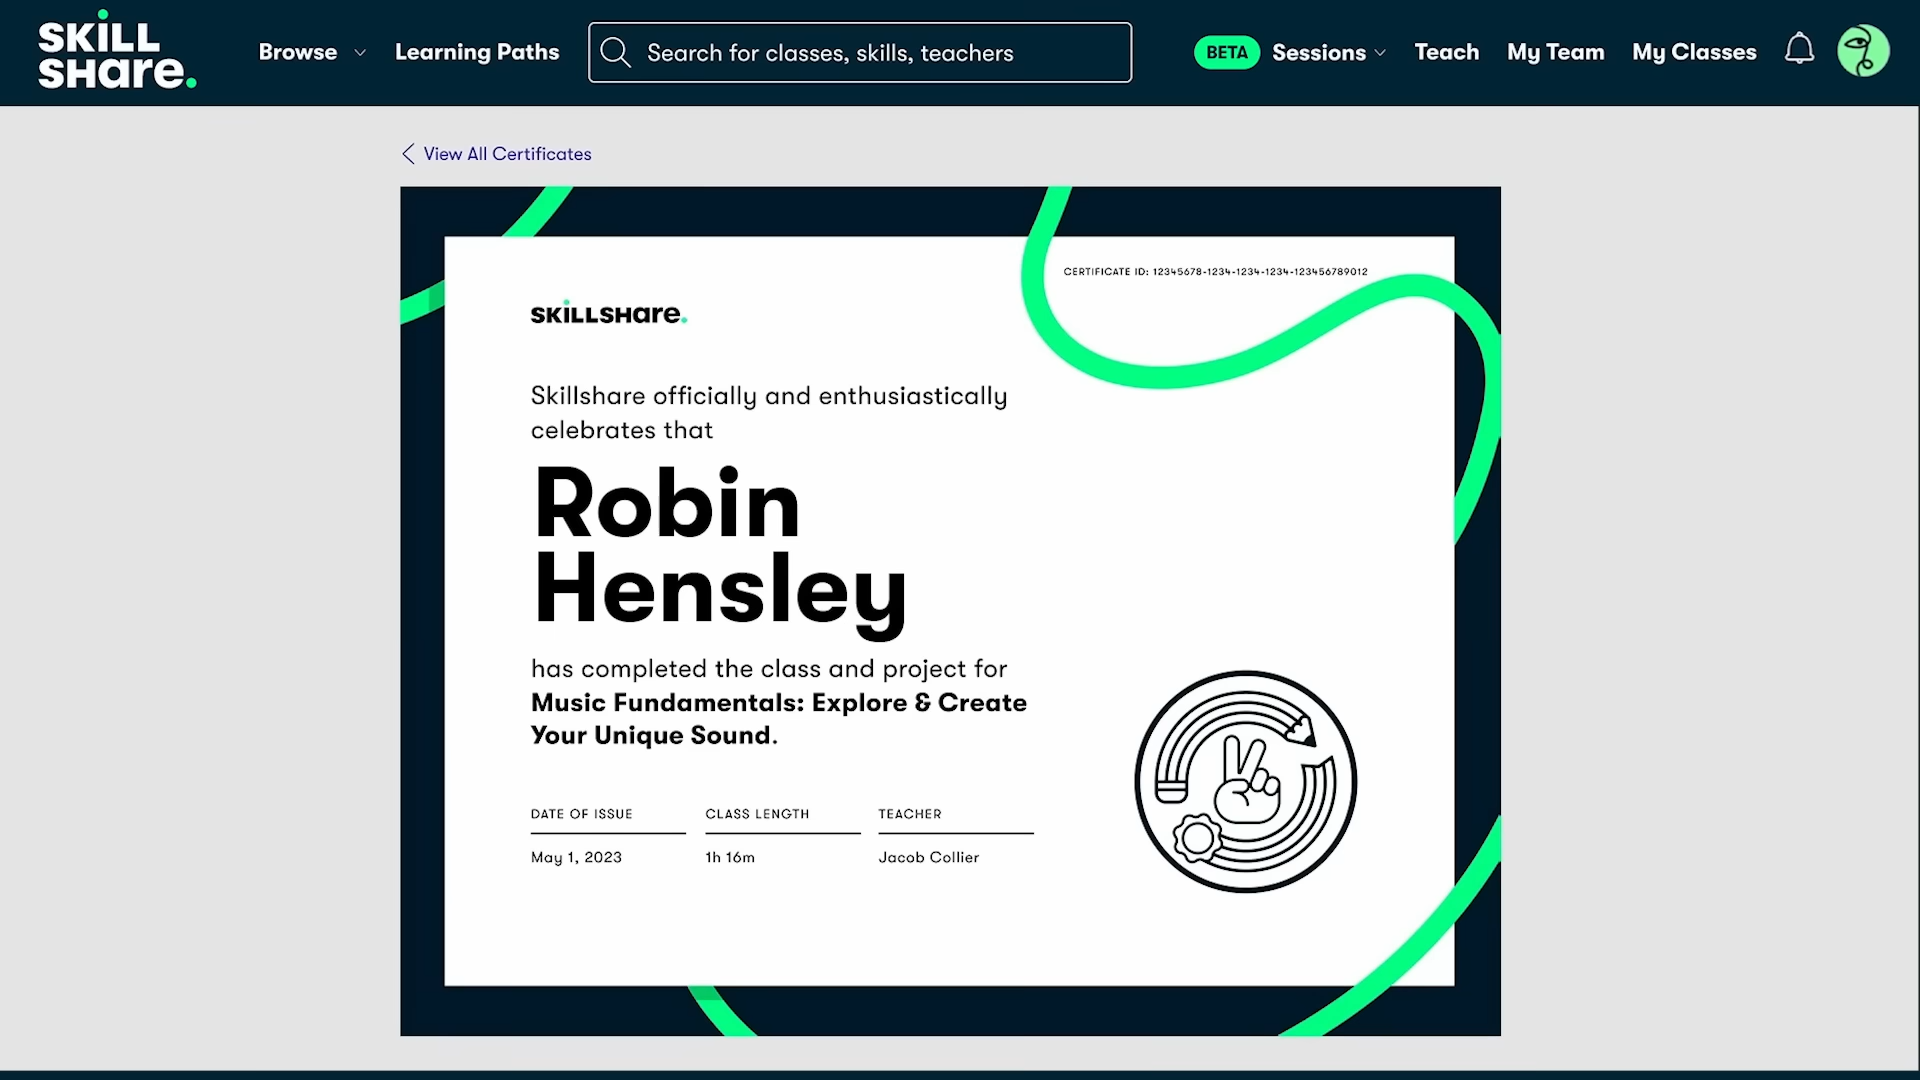 SKILL
SHare.
Browse
Learning Paths
Search for classes, skills, teachers
BETA
Sessions
Teach
My Team
My Classes
View All Certificates
CERTIFICATE ID: 12345678-1234-1234-1234-123456789012
SKiLLSHare.
Skillshare officially and enthusiastically
celebrates that
Robin
Hensley
has completed the class and project for
Music Fundamentals: Explore & Create
Your Unique Sound.
DATE OF ISSUE
May 1, 2023
CLASS LENGTH
1h 16m
TEACHER
Jacob Collier